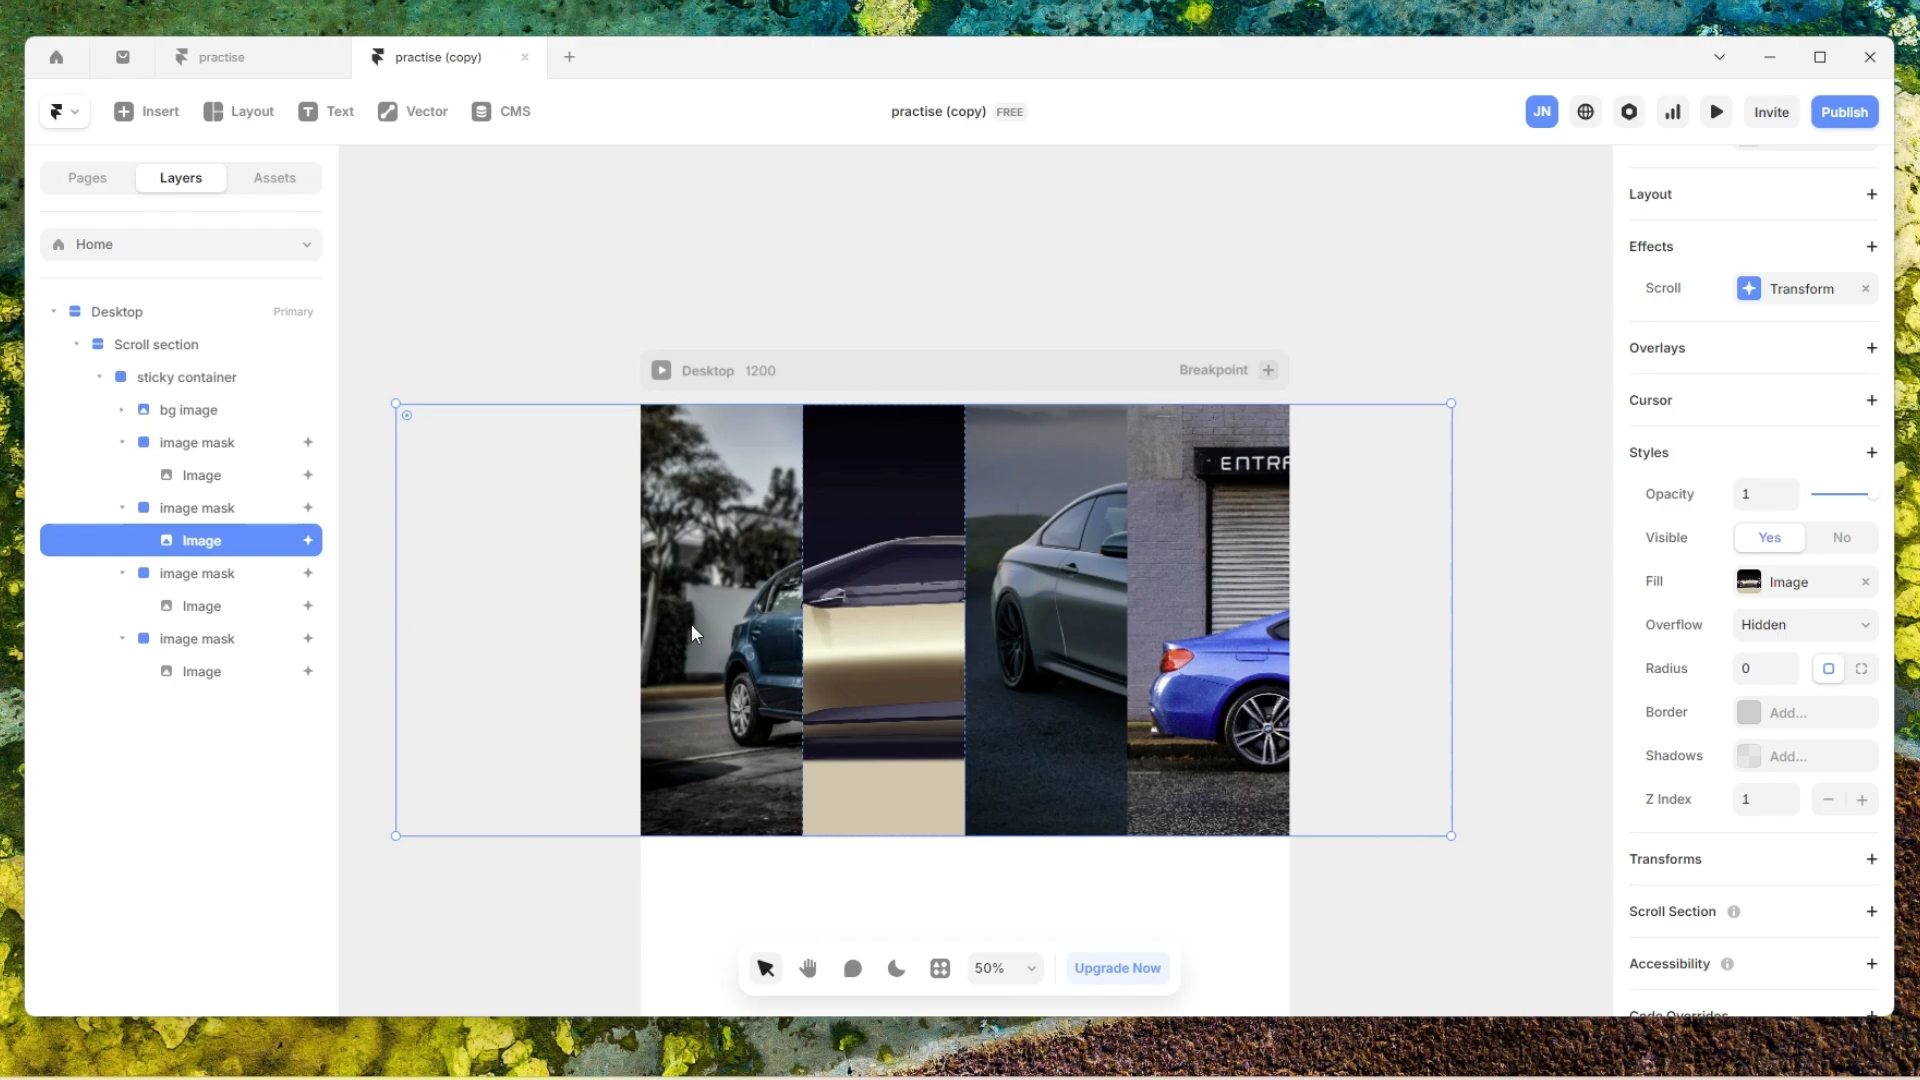 practise
practise (copy)
Insert
Layout
Text
Vector
CMS
practise (copy) FREE
JN
Invite
Publish
Pages
Layers
Assets
Home
Desktop Primary
Scroll section
sticky container
bg image
image mask
Image
image mask
Image
image mask
Image
image mask
Image
Desktop 1200
Breakpoint
ENTR
50%
Upgrade Now
Layout
Effects
Scroll Transform
Overlays
Cursor
Styles
Opacity 1
Visible Yes No
Fill Image
Overflow Hidden
Radius 0
Border Add...
Shadows Add...
Z Index 1
Transforms
Scroll Section
Accessibility
Code Overrides